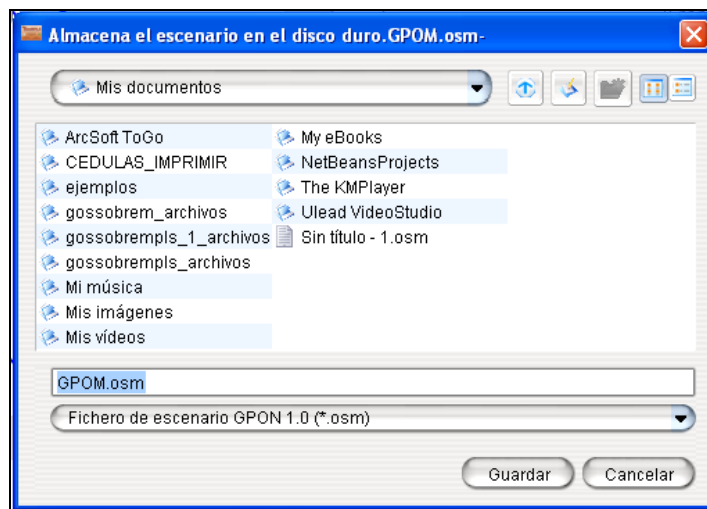 Almacena el escenario en el disco duro.GPOM.osm-
Mis documentos
ArcSoft ToGo
CEDULAS_IMPRIMIR
ejemplos
gossobrem_archivos
gossobrempls_1_archivos
gossobrempls_archivos
Mi música
Mis imágenes
Mis vídeos
My eBooks
NetBeansProjects
The KMPlayer
Ulead VideoStudio
Sin título - 1.osm
GPOM.osm
Fichero de escenario GPON 1.0 (*.osm)
Guardar
Cancelar